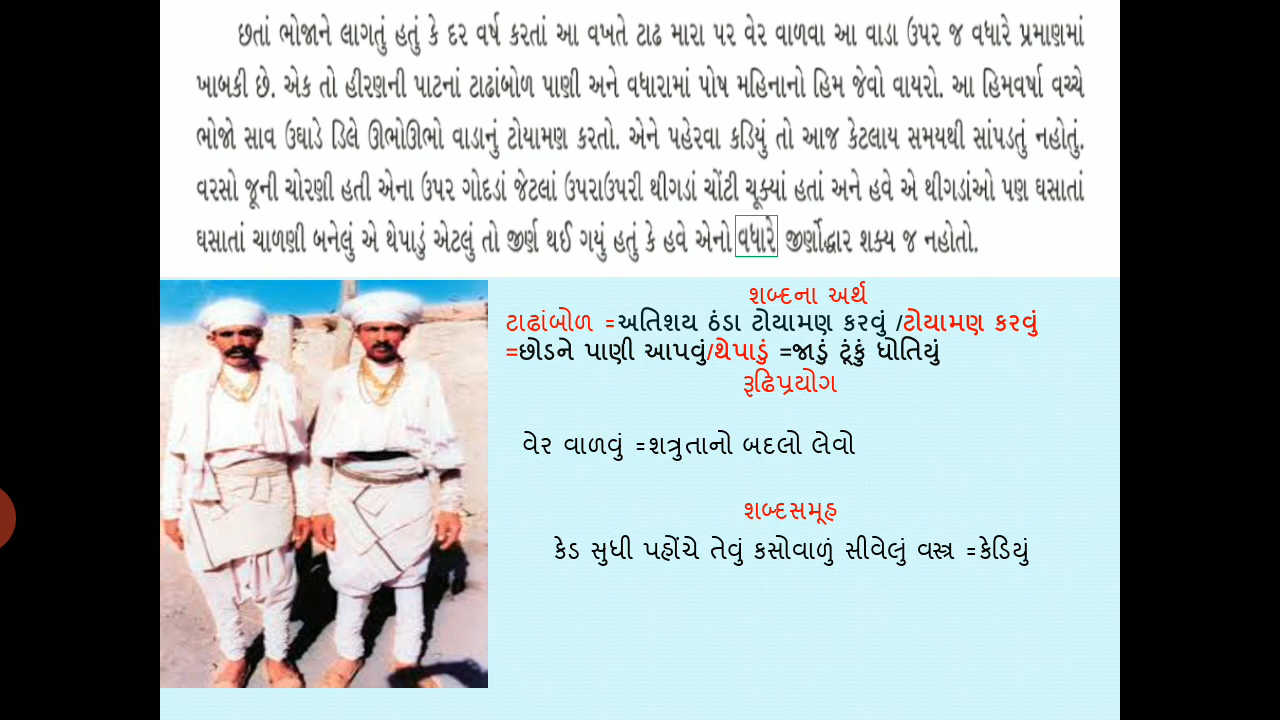 છતાં ભોજાને લાગતું હતું કે દર વર્ષ કરતાં આ વખતે ટાઢ મારા પર વેર વાળવા આ વાડા ઉપર જ વધારે પ્રમાણમાં
ખાબકી છે. એક તો હીરણની પાટનાં ટાઢાંબોળ પાણી અને વધારામાં પોષ મહિનાનો હિમ જેવો વાયરો. આ હિમવર્ષા વચ્ચે
ભોજો સાવ ઉઘાડે ડિલે ઊભોઊભો વાડાનું ટોયામણ કરતો. એને પહેરવા કડિયું તો આજ કેટલાય સમયથી સાંપડતું નહોતું.
વરસો જૂની ચોરણી હતી એના ઉપર ગોદડાં જેટલાં ઉપરાઉપરી થીગડાં ચોંટી ચૂક્યાં હતાં અને હવે એ થીગડાંઓ પણ ઘસાતાં
ઘસાતાં ચાળણી બનેલું એ થેપાડું એટલું તો જીર્ણ થઈ ગયું હતું કે હવે એનો વધારે જીર્ણોદ્ધાર શક્ય જ નહોતો.
શબ્દના અર્થ
ટાઢાંબોળ =અતિશય ઠંડા ટોયામણ કરવું /ટોયામણ કરવું
=છોડને પાણી આપવું/થેપાડું =જાડું ટૂંકું ધોતિયું
રૂઢિપ્રયોગ
વેર વાળવું =શત્રુતાનો બદલો લેવો
શબ્દસમૂહ
કેડ સુધી પહોંચે તેવું કસોવાળું સીવેલું વસ્ત્ર =કેડિયું